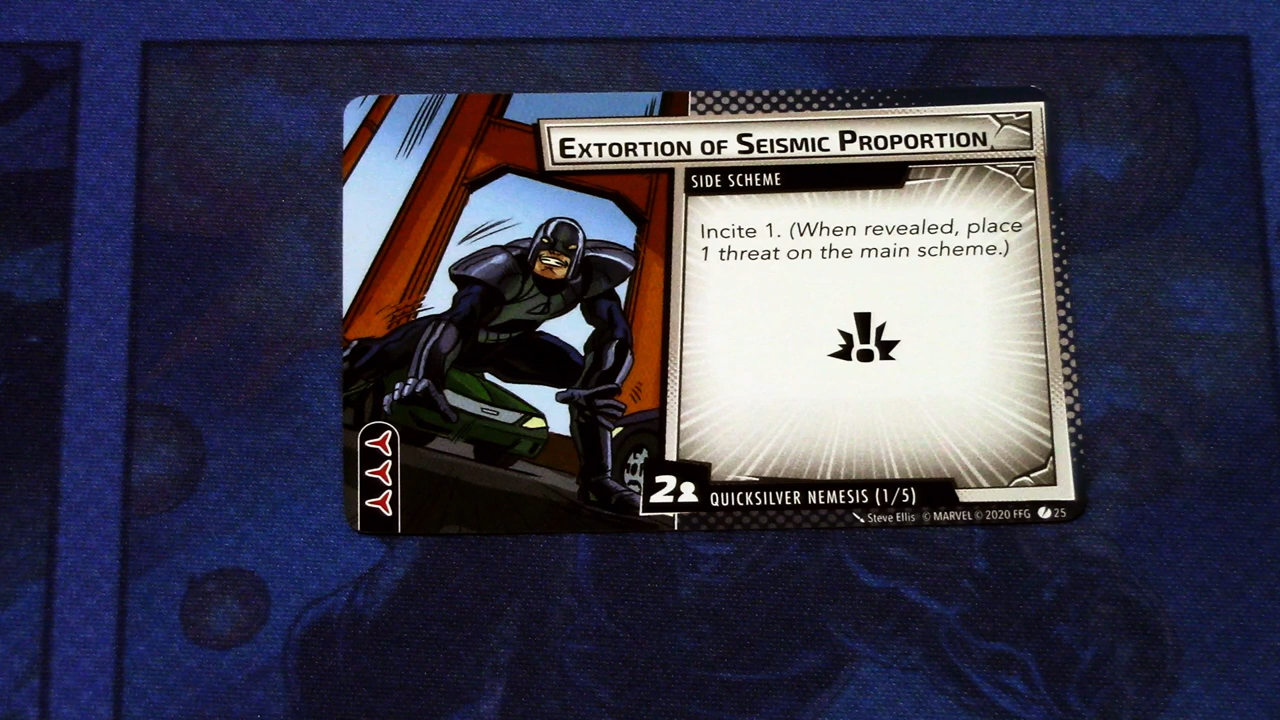 EXTORTION OF SEISMIC PROPORTION
SIDE SCHEME
Incite 1. (When revealed, place
1 threat on the main scheme.)
2
QUICKSILVER NEMESIS (1/5)
Steve Ellis © MARVEL © 2020 FFG 25